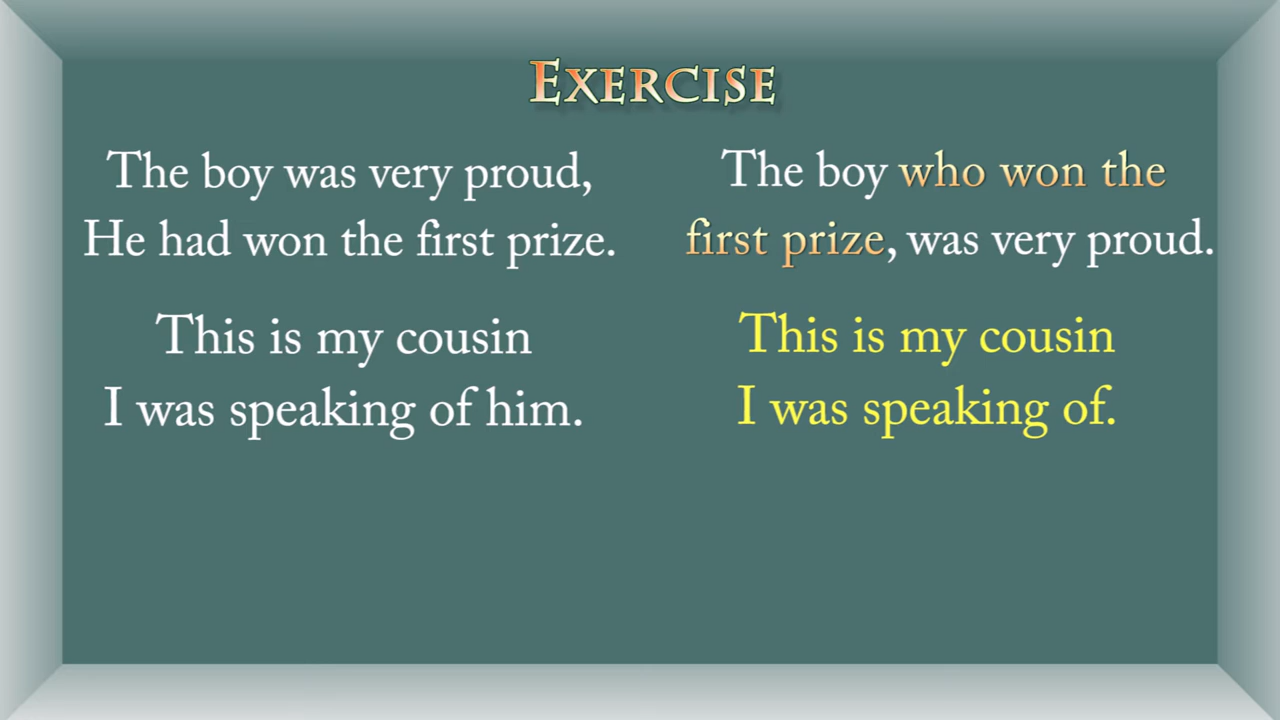 EXERCISE
The boy was very proud,
He had won the first prize.
The boy who won the
first prize, was very proud.
This is my cousin
I was speaking of him.
This is my cousin
I was speaking of.